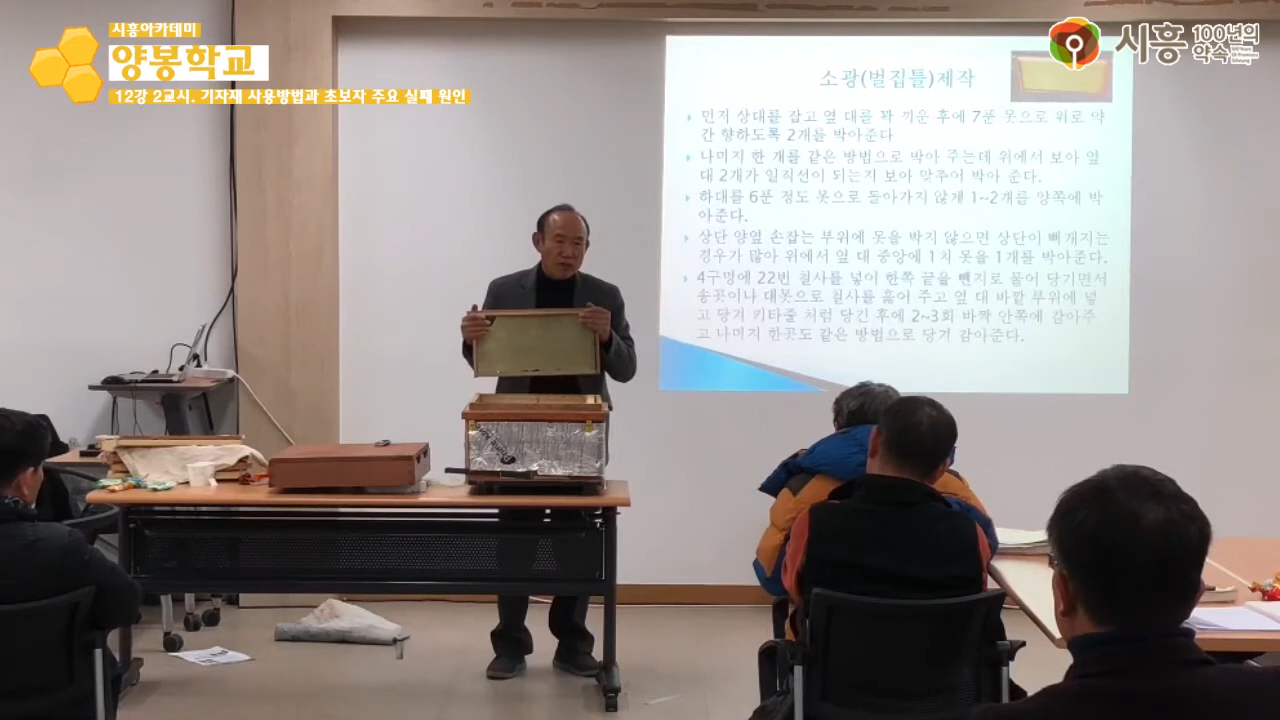 시흥아카데미
양봉학교
12강 2교시. 기자재 사용방법과 초보자 주요 실패 원인
시흥 100년의 약속
소광(벌집틀)제작
먼저 상대를 잡고 옆 대를 꽉 끼운 후에 7푼 못으로 위로 약
간 향하도록 2개를 박아준다
나머지 한 개를 같은 방법으로 박아 주는데 위에서 보아 옆
대 2개가 일직선이 되는지 보아 맞추어 박아 준다.
하대를 6푼 정도 못으로 돌아가지 않게 1~2개를 양쪽에 박
아준다.
상단 양옆 손잡는 부위에 못을 박지 않으면 상단이 빠개지는
경우가 많아 위에서 옆 대 중앙에 1치 못을 1개를 박아준다.
4구멍에 22번 철사를 넣어 한쪽 끝을 뺀지로 물어 당기면서
송곳이나 대못으로 철사를 훑어 주고 옆 대 바깥 부위에 넣
고 당겨 키타줄 처럼 당긴 후에 2~3회 바짝 안쪽에 감아주
고 나머지 한곳도 같은 방법으로 당겨 감아준다.